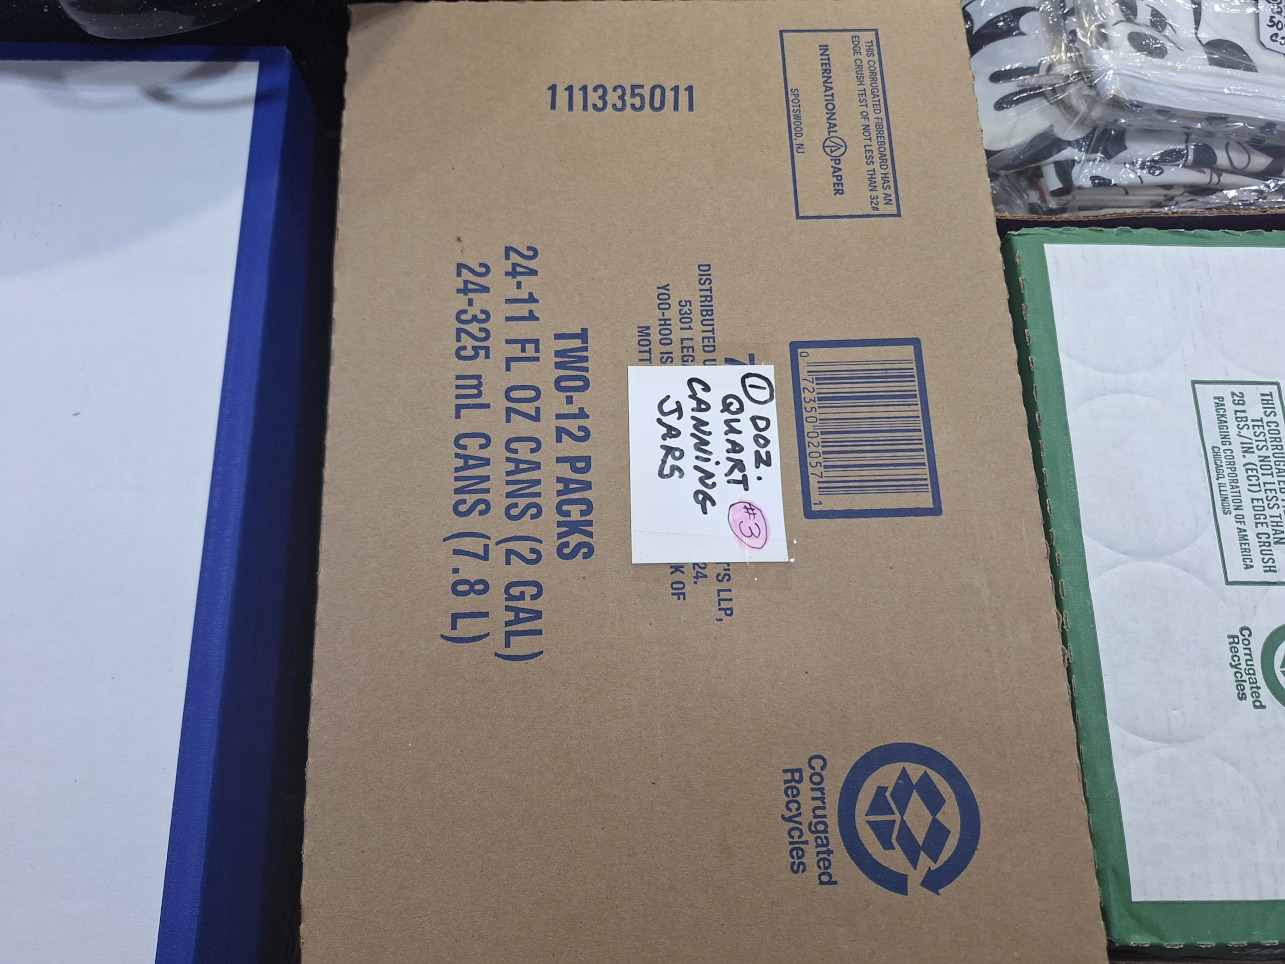 111335011
THIS CORRUGATED FIBREBOARD HAS AN
EDGE CRUSH TEST OF NOT LESS THAN 32#
INTERNATIONAL PAPER
SPOTSWOOD, NJ
0 72350 02057 1
DISTRIBUTED
5301 LEG
YOO-HOO IS
MOTT
'S LLP,
24.
K OF
① DOZ.
QUART
CANNING
JARS
#3
TWO-12 PACKS
24-11 FL OZ CANS (2 GAL)
24-325 mL CANS (7.8 L)
Corrugated
Recycles
THIS CORRUGATED
TESTS NOT LESS THAN
29 LBS./IN. (ECT) EDGE CRUSH
PACKAGING CORPORATION OF AMERICA
CHICAGO, ILLINOIS
Corrugated
Recycles